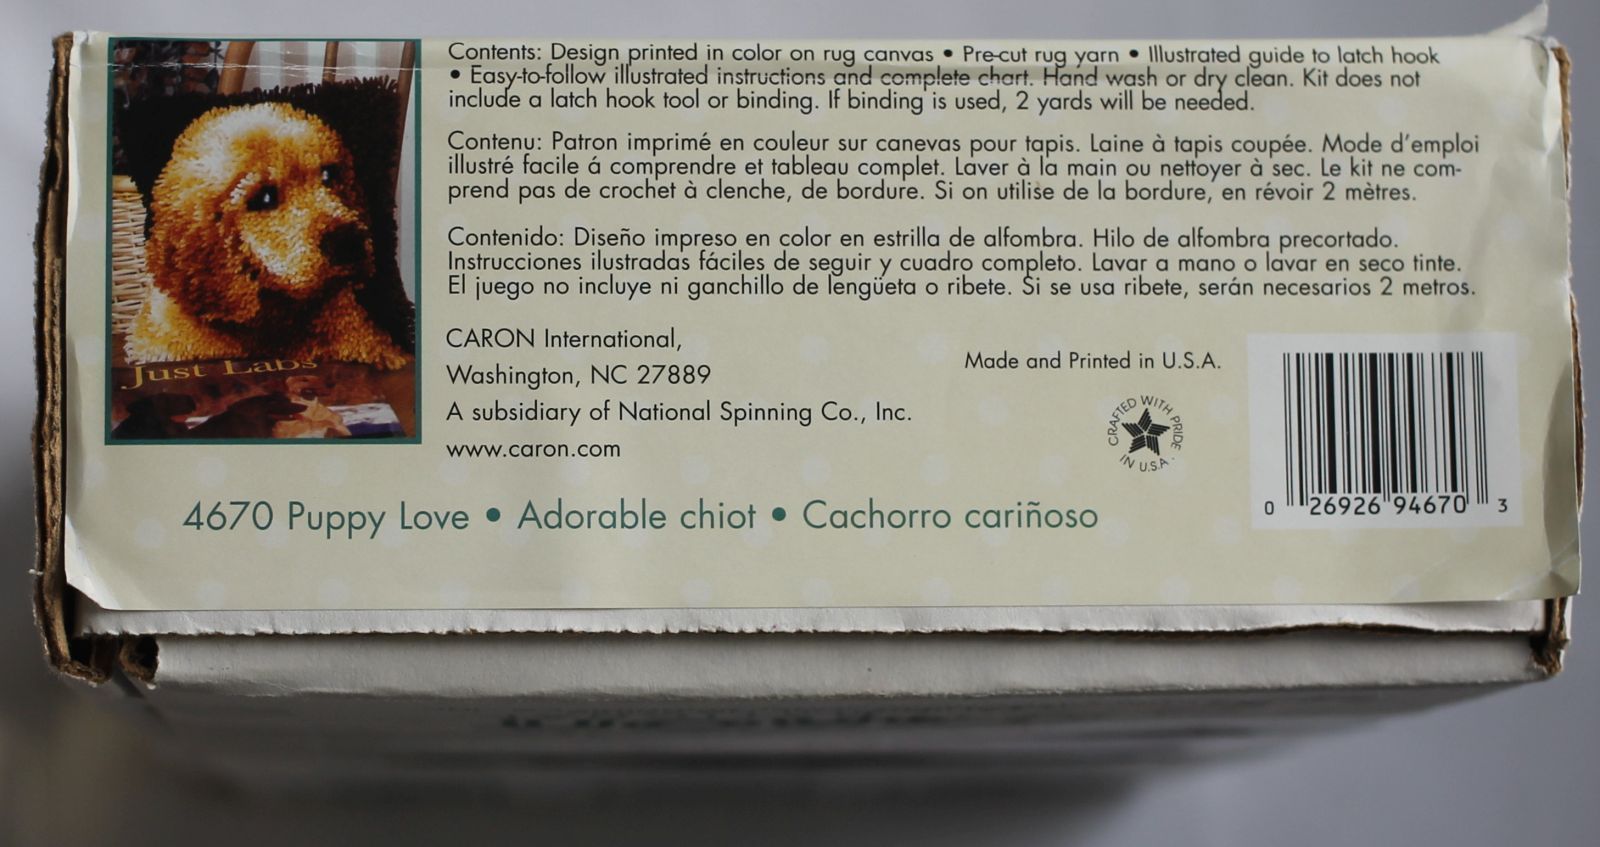 Contents: Design printed in color on rug canvas • Pre-cut rug yarn • Illustrated guide to latch hook
• Easy-to-follow illustrated instructions and complete chart. Hand wash or dry clean. Kit does not
include a latch hook tool or binding. If binding is used, 2 yards will be needed.
Contenu: Patron imprimé en couleur sur canevas pour tapis. Laine à tapis coupée. Mode d'emploi
illustré facile á comprendre et tableau complet. Laver à la main ou nettoyer à sec. Le kit ne com-
prend pas de crochet à clenche, de bordure. Si on utilise de la bordure, en révoir 2 mètres.
Contenido: Diseño impreso en color en estrilla de alfombra. Hilo de alfombra precortado.
Instrucciones ilustradas fáciles de seguir y cuadro completo. Lavar a mano o lavar en seco tinte.
El juego no incluye ni ganchillo de lengüeta o ribete. Si se usa ribete, serán necesarios 2 metros.
Just Labs
CARON International,
Washington, NC 27889
A subsidiary of National Spinning Co., Inc.
www.caron.com
Made and Printed in U.S.A.
CRAFTED WITH PRIDE
IN U.S.A.
0 26926 94670 3
4670 Puppy Love • Adorable chiot • Cachorro cariñoso